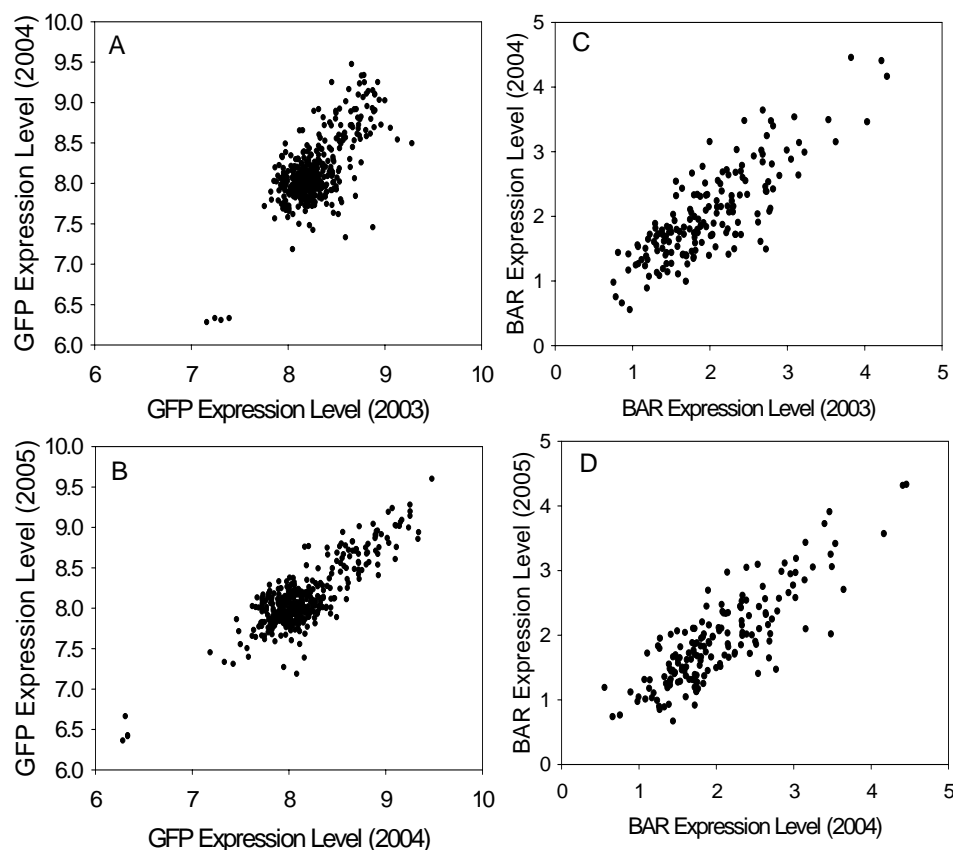 A
GFP Expression Level (2004)
10.0
9.5
9.0
8.5
8.0
7.5
7.0
6.5
6.0
6 7 8 9 10
GFP Expression Level (2003)
C
BAR Expression Level (2004)
5
4
3
2
1
0
0 1 2 3 4 5
BAR Expression Level (2003)
B
GFP Expression Level (2005)
10.0
9.5
9.0
8.5
8.0
7.5
7.0
6.5
6.0
6 7 8 9 10
GFP Expression Level (2004)
D
BAR Expression Level (2005)
5
4
3
2
1
0
0 1 2 3 4 5
BAR Expression Level (2004)